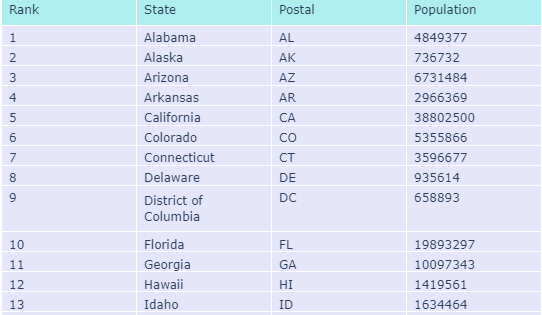 Rank State Postal Population
1 Alabama AL 4849377
2 Alaska AK 736732
3 Arizona AZ 6731484
4 Arkansas AR 2966369
5 California CA 38802500
6 Colorado CO 5355866
7 Connecticut CT 3596677
8 Delaware DE 935614
9 District of Columbia DC 658893
10 Florida FL 19893297
11 Georgia GA 10097343
12 Hawaii HI 1419561
13 Idaho ID 1634464